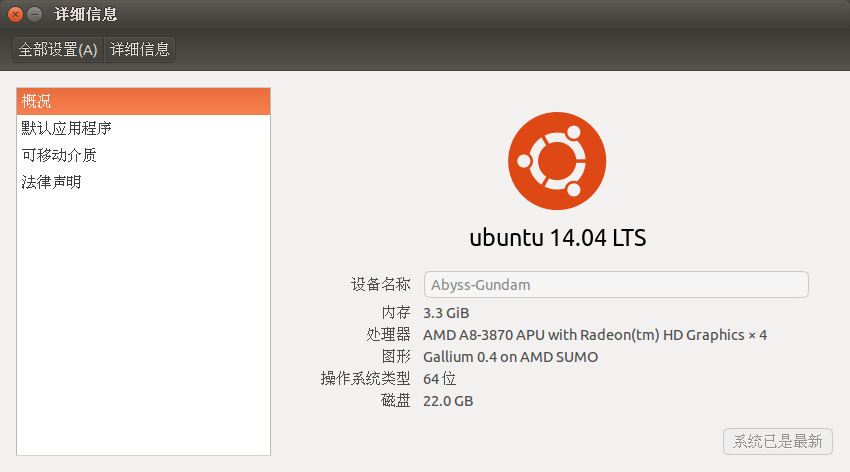 详细信息
全部设置(A) 详细信息
概况
默认应用程序
可移动介质
法律声明
ubuntu 14.04 LTS
设备名称 Abyss-Gundam
内存 3.3 GiB
处理器 AMD A8-3870 APU with Radeon(tm) HD Graphics × 4
图形 Gallium 0.4 on AMD SUMO
操作系统类型 64 位
磁盘 22.0 GB
系统已是最新